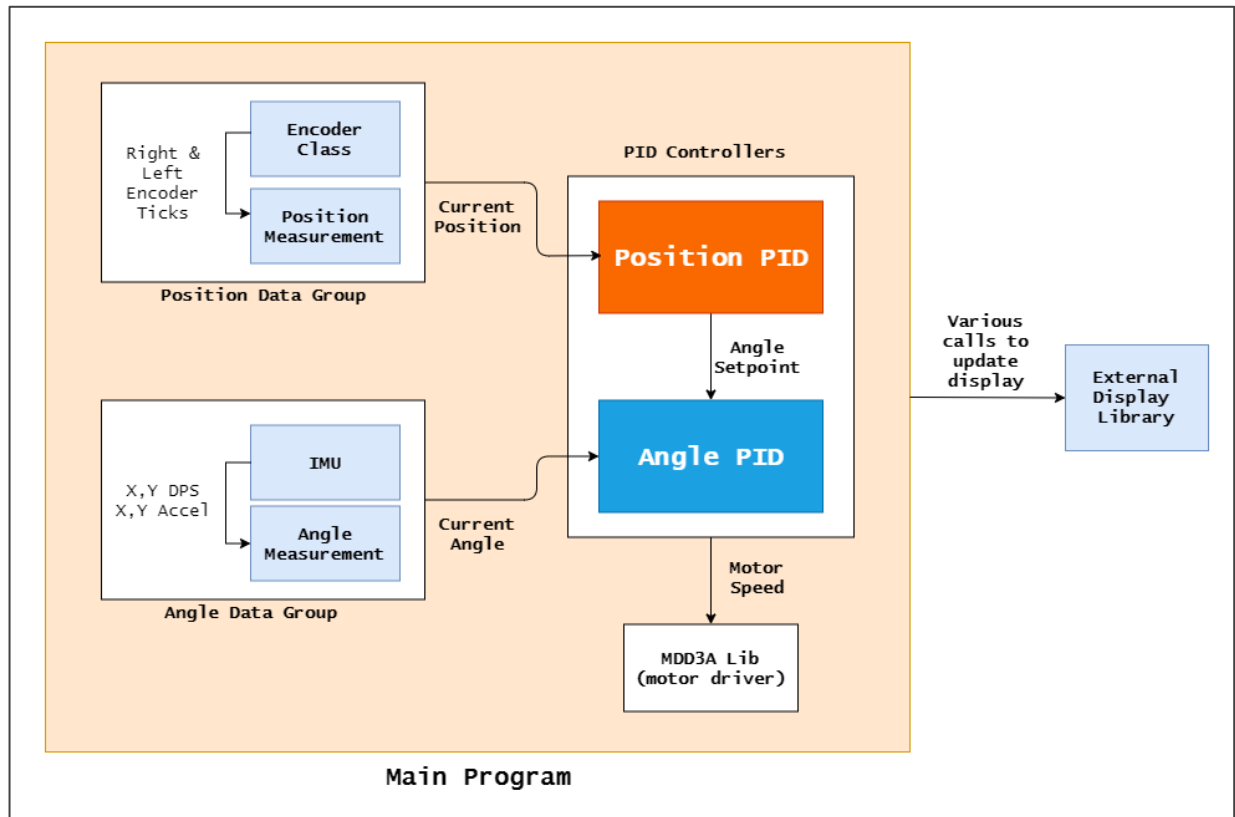 Encoder
Class
Right &
Left
Encoder
Ticks
Position
Measurement
Position Data Group
Current
Position
PID Controllers
Position PID
Angle
Setpoint
Angle PID
IMU
X,Y DPS
X,Y Accel
Angle
Measurement
Angle Data Group
Current
Angle
Motor
Speed
MDD3A Lib
(motor driver)
Various
calls to
update
display
External
Display
Library
Main Program